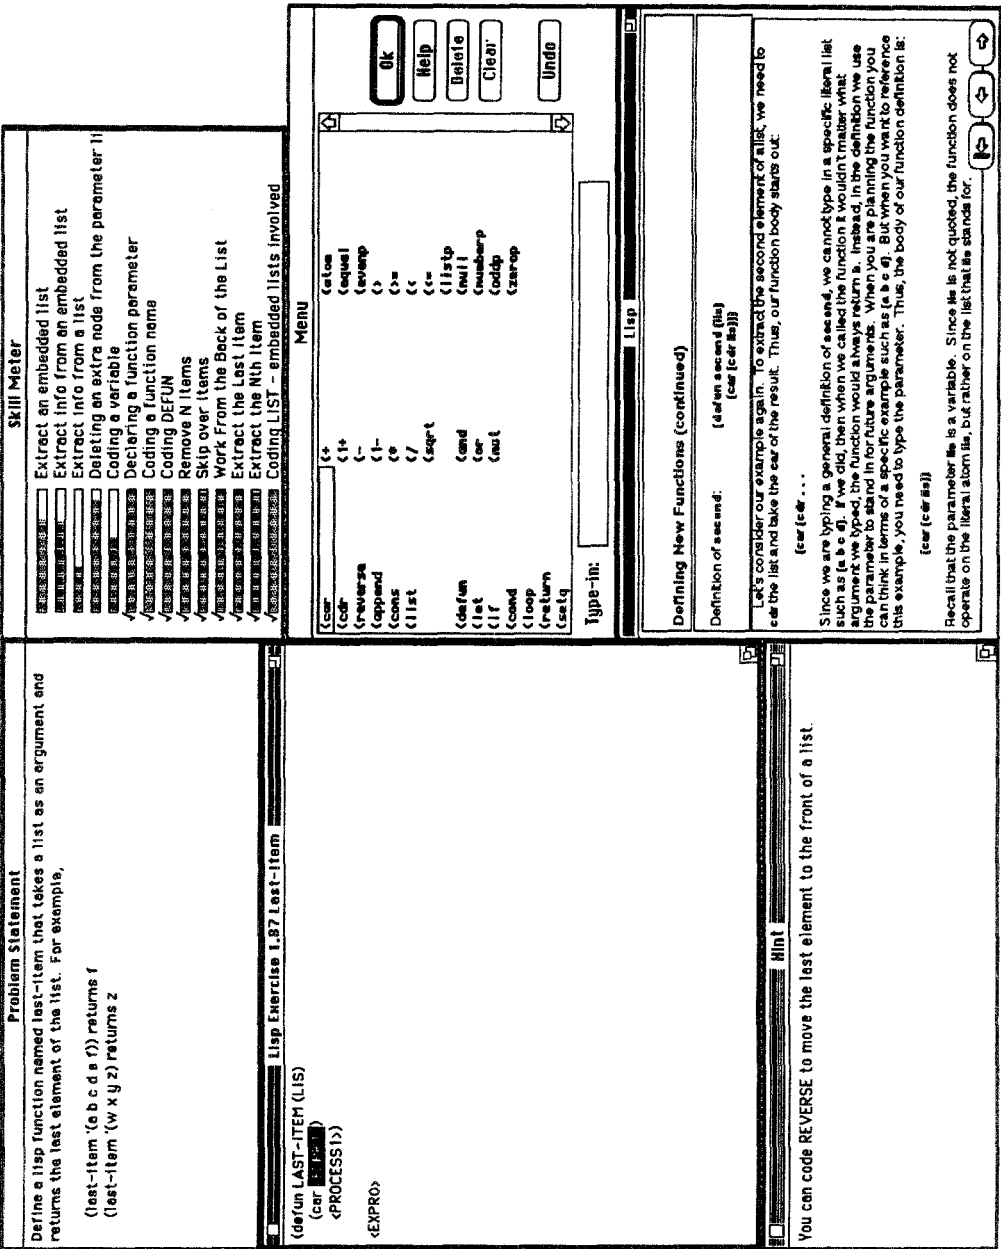 Problem Statement
Define a lisp function named last-item that takes a list as an argument and
returns the last element of the list. For example,
(last-item '(a b c d e f)) returns f
(last-item '(w x y z) returns z
Lisp Exercise 1.87 Last-Item
(defun LAST-ITEM (LIS)
(car
<PROCESS1>)
<EXPR0>
Hint
You can code REVERSE to move the last element to the front of a list.
Skill Meter
Extract an embedded list
Extract info from an embedded list
Extract info from a list
Deleting an extra node from the parameter li
Coding a variable
√ Declaring a function parameter
√ Coding a function name
√ Coding DEFUN
√ Remove N items
√ Skip over items
√ Work From the Back of the List
√ Extract the Last Item
√ Extract the Nth Item
√ Coding LIST - embedded lists involved
Menu
(car (+ (atom
(cdr (1+ (equal
(reverse (- (evenp
(append (1- (>
(cons (* (>=
(list (/ (<
(sqrt (<=
(listp
(defun (and (null
(let (or (numberp
(if (not (oddp
(cond (zerop
(loop
(return
(setq
Type-in:
Ok
Help
Delete
Clear
Undo
Lisp
Defining New Functions (continued)
Definition of second: (defun second (lis)
(car (cdr lis)))
Let's consider our example again. To extract the second element of a list, we need to
cdr the list and take the car of the result. Thus, our function body starts out:
(car (cdr . . .
Since we are typing a general definition of second, we cannot type in a specific literal list
such as (a b c d). If we did, then when we called the function it wouldn't matter what
argument we typed, the function would always return b. Instead, in the definition we use
the parameter to stand in for future arguments. When you are planning the function you
can think in terms of a specific example such as (a b c d). But when you want to reference
this example, you need to type the parameter. Thus, the body of our function definition is:
(car (cdr lis))
Recall that the parameter lis is a variable. Since lis is not quoted, the function does not
operate on the literal atom lis, but rather on the list that lis stands for.